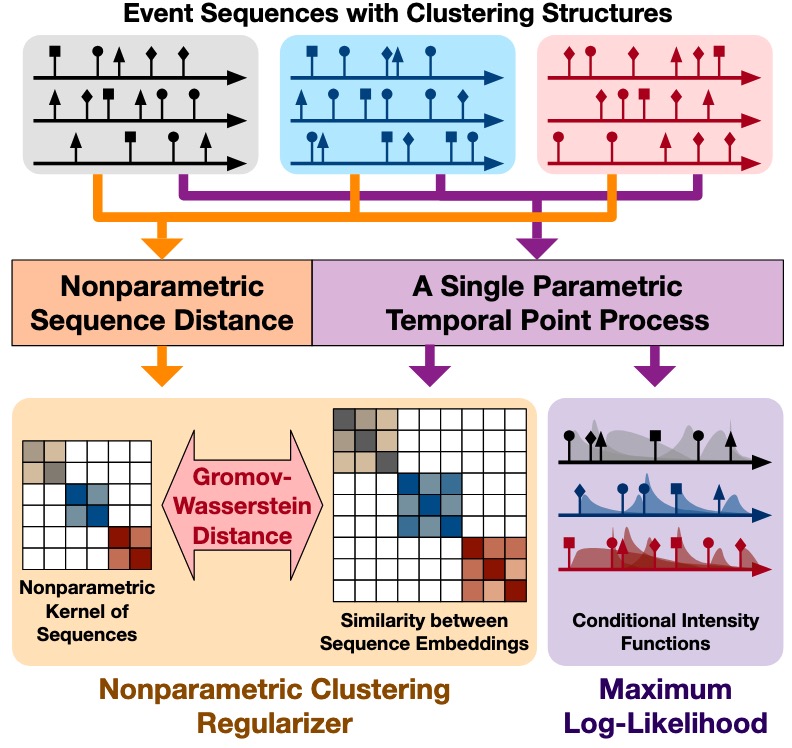 Event Sequences with Clustering Structures
Nonparametric
Sequence Distance
A Single Parametric
Temporal Point Process
Gromov-
Wasserstein
Distance
Nonparametric
Kernel of
Sequences
Similarity between
Sequence Embeddings
Conditional Intensity
Functions
Nonparametric Clustering
Regularizer
Maximum
Log-Likelihood